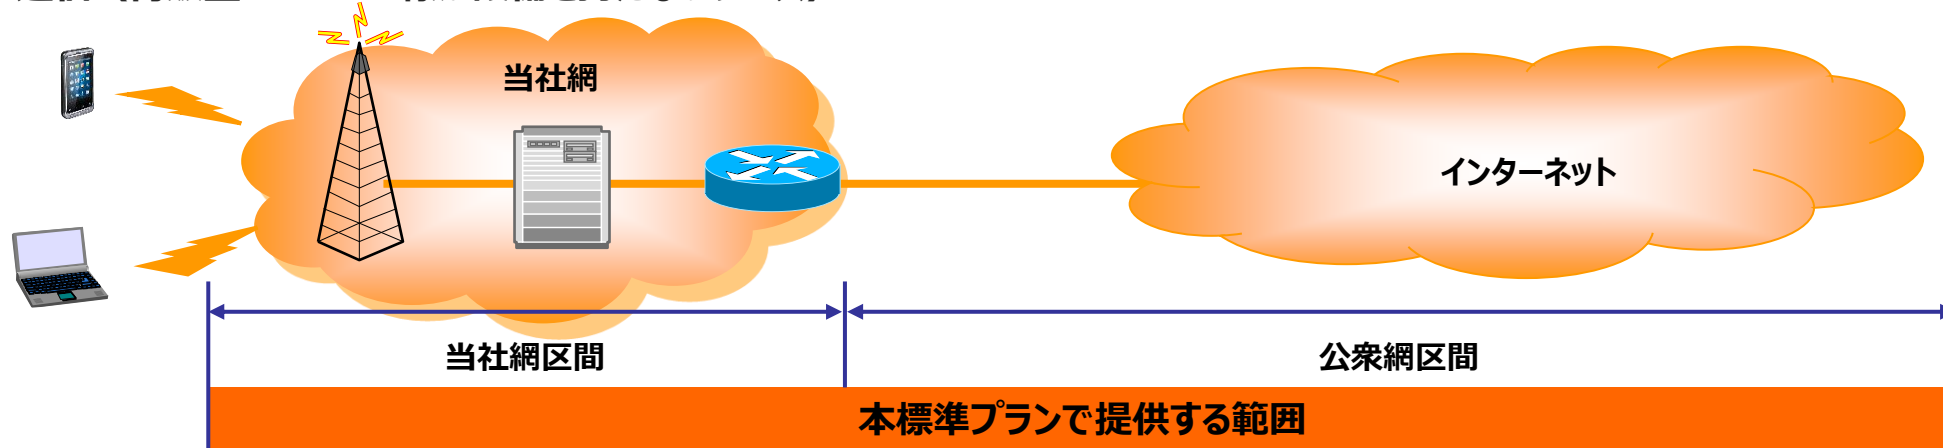 当社網
インターネット
当社網区間
公衆網区間
本標準プランで提供する範囲